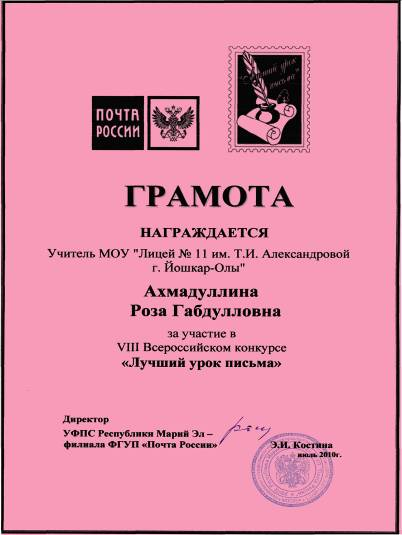 ПОЧТА
РОССИИ
"Лучший урок
письма"
ГРАМОТА
НАГРАЖДАЕТСЯ
Учитель МОУ "Лицей № 11 им. Т.И. Александровой
г. Йошкар-Олы"
Ахмадуллина
Роза Габдулловна
за участие в
VIII Всероссийском конкурсе
«Лучший урок письма»
Директор
УФПС Республики Марий Эл –
филиала ФГУП «Почта России»
Э.И. Костина
июль 2010г.